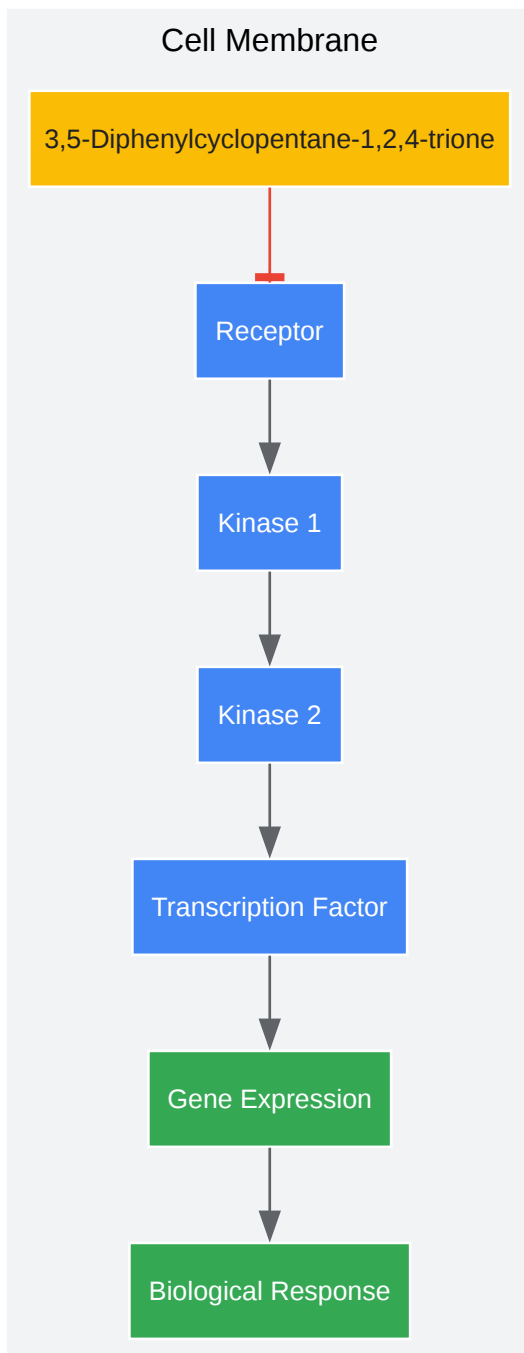 Cell Membrane
3,5-Diphenylcyclopentane-1,2,4-trione
Receptor
Kinase 1
Kinase 2
Transcription Factor
Gene Expression
Biological Response